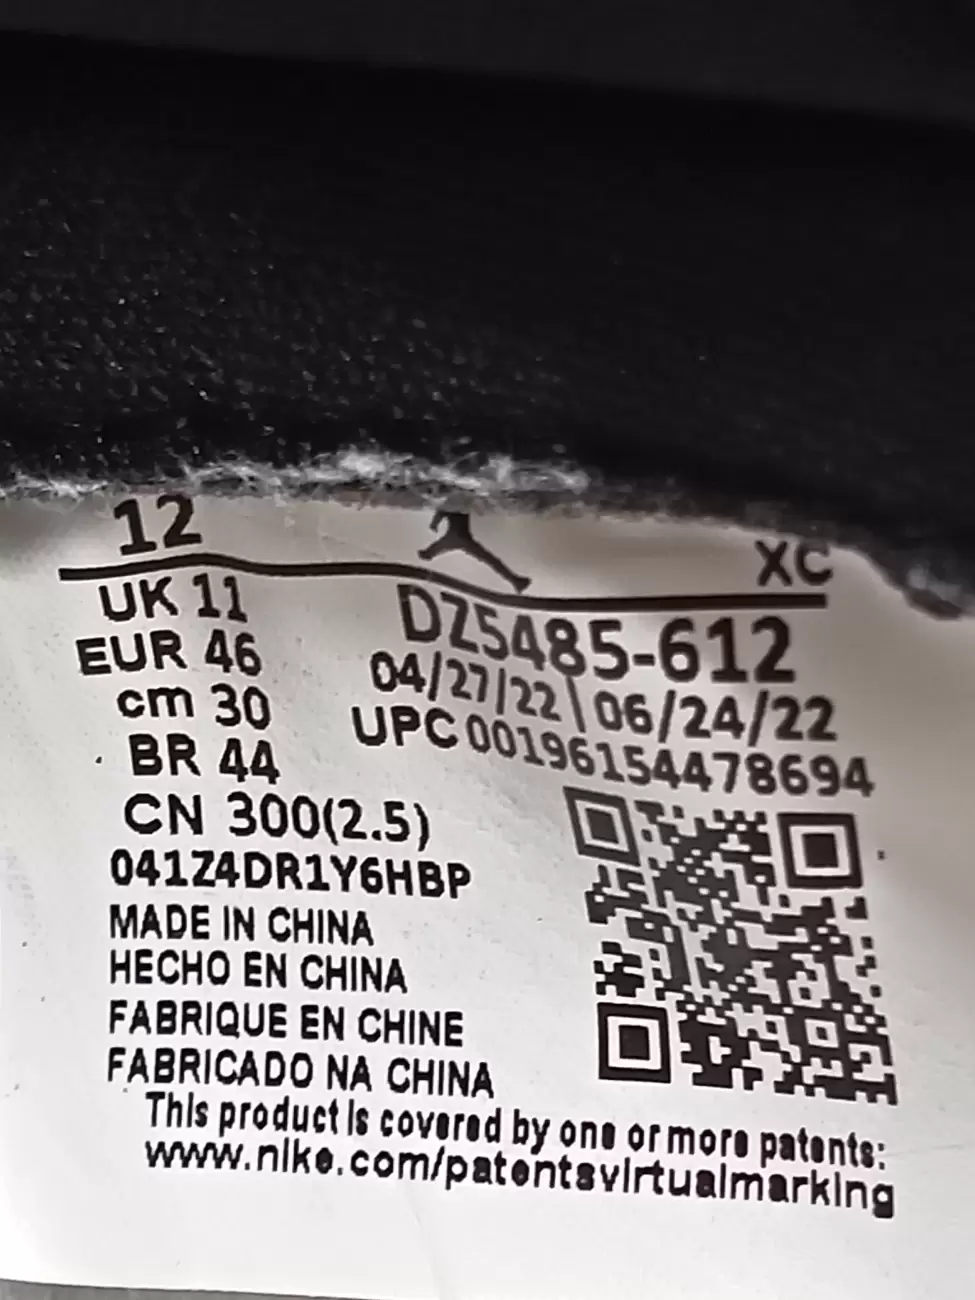 12
XC
UK 11
EUR 46
cm 30
BR 44
CN 300(2.5)
DZ5485-612
04/27/22\06/24/22
UPC 00196154478694
041Z4DR1Y6HBP
MADE IN CHINA
HECHO EN CHINA
FABRIQUE EN CHINE
FABRICADO NA CHINA
This product is covered by one or more patents:
www.nike.com/patentsvirtualmarking